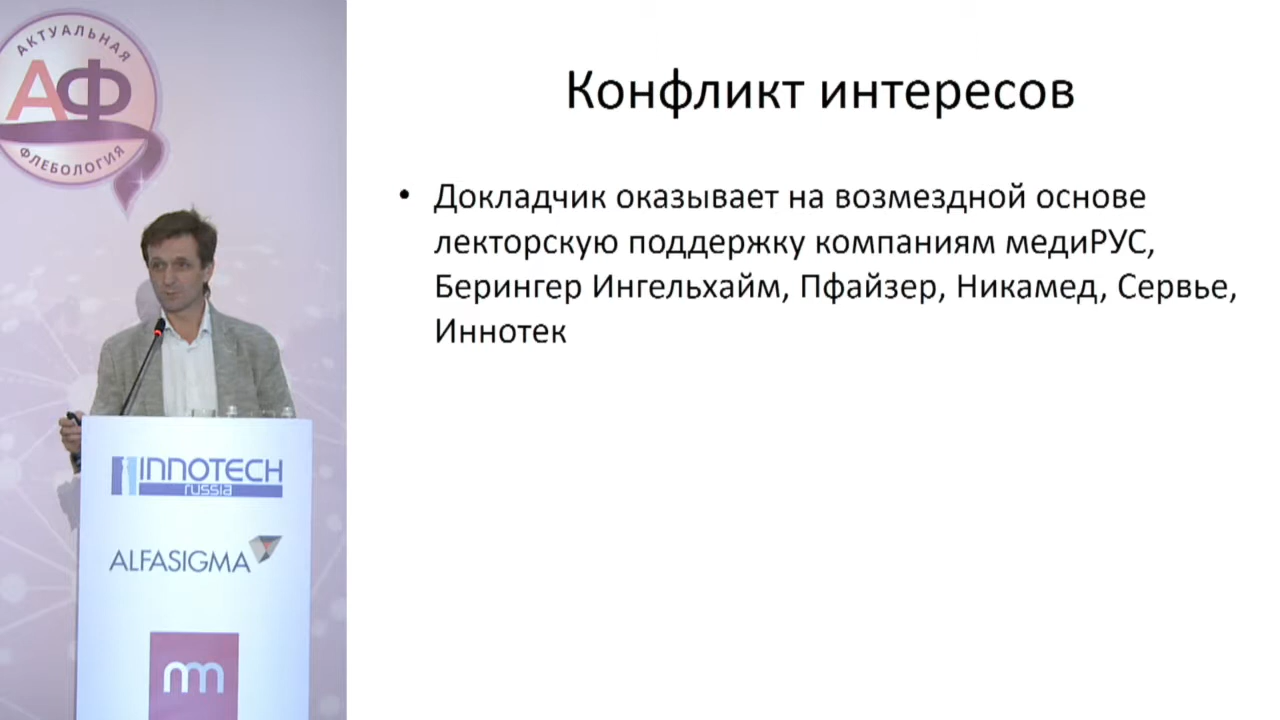 АКТУАЛЬНАЯ
АФ
ФЛЕБОЛОГИЯ
Конфликт интересов
• Докладчик оказывает на возмездной основе
лекторскую поддержку компаниям медиРУС,
Берингер Ингельхайм, Пфайзер, Никамед, Сервье,
Иннотек
INNOTECH
russia
ALFASIGMA
m